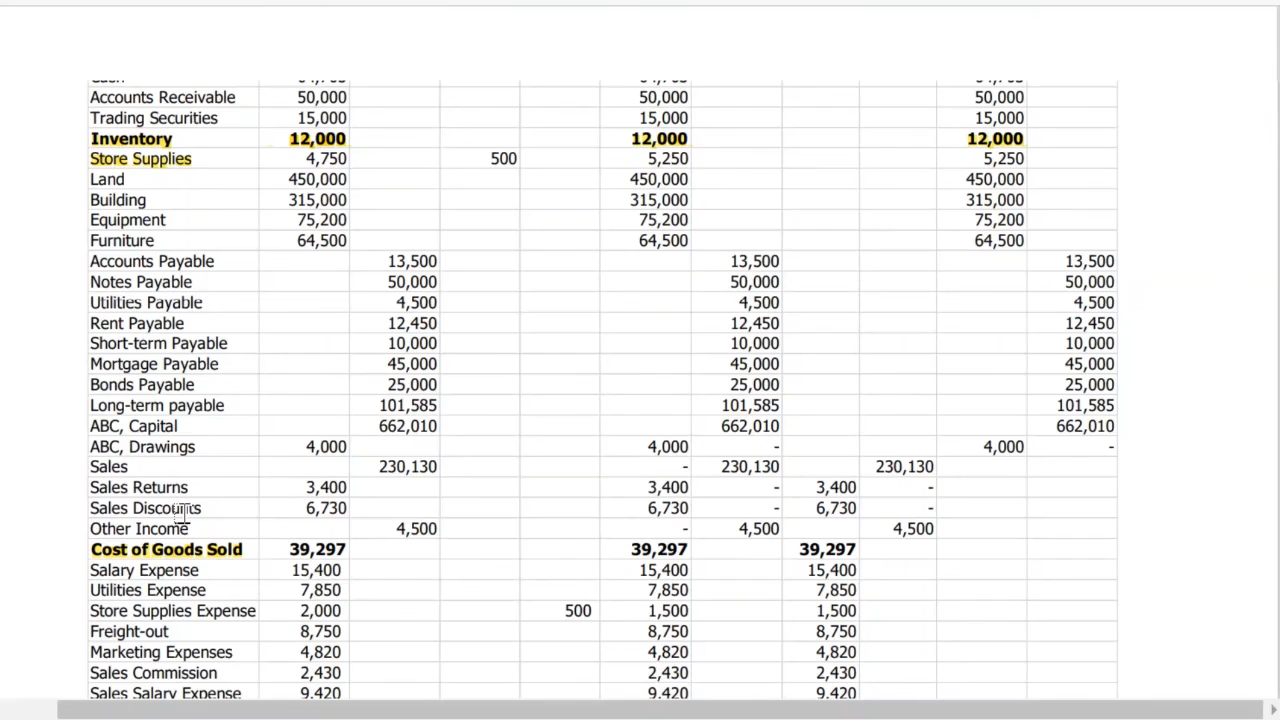 Accounts Receivable 50,000 50,000 50,000
Trading Securities 15,000 15,000 15,000
Inventory 12,000 12,000 12,000
Store Supplies 4,750 500 5,250 5,250
Land 450,000 450,000 450,000
Building 315,000 315,000 315,000
Equipment 75,200 75,200 75,200
Furniture 64,500 64,500 64,500
Accounts Payable 13,500 13,500 13,500
Notes Payable 50,000 50,000 50,000
Utilities Payable 4,500 4,500 4,500
Rent Payable 12,450 12,450 12,450
Short-term Payable 10,000 10,000 10,000
Mortgage Payable 45,000 45,000 45,000
Bonds Payable 25,000 25,000 25,000
Long-term payable 101,585 101,585 101,585
ABC, Capital 662,010 662,010 662,010
ABC, Drawings 4,000 4,000 - 4,000 -
Sales 230,130 - 230,130 230,130
Sales Returns 3,400 3,400 - 3,400 -
Sales Discounts 6,730 6,730 - 6,730 -
Other Income 4,500 - 4,500 4,500
Cost of Goods Sold 39,297 39,297 39,297
Salary Expense 15,400 15,400 15,400
Utilities Expense 7,850 7,850 7,850
Store Supplies Expense 2,000 500 1,500 1,500
Freight-out 8,750 8,750 8,750
Marketing Expenses 4,820 4,820 4,820
Sales Commission 2,430 2,430 2,430
Sales Salary Expense 9,420 9,420 9,420